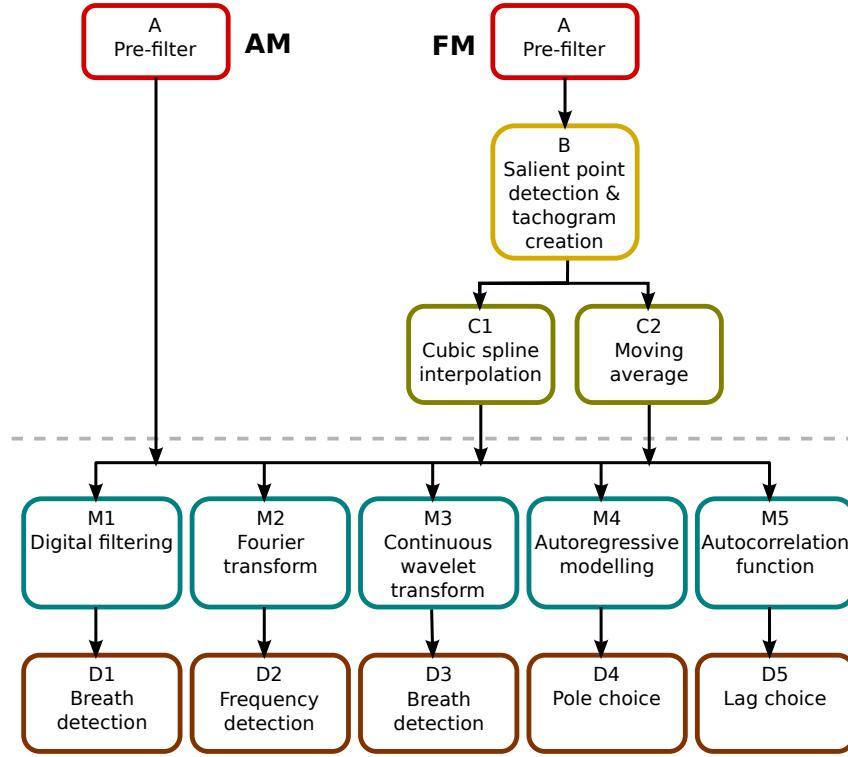 A
Pre-filter
AM
FM
A
Pre-filter
B
Salient point
detection &
tachogram
creation
C1
Cubic spline
interpolation
C2
Moving
average
M1
Digital filtering
M2
Fourier
transform
M3
Continuous
wavelet
transform
M4
Autoregressive
modelling
M5
Autocorrelation
function
D1
Breath
detection
D2
Frequency
detection
D3
Breath
detection
D4
Pole choice
D5
Lag choice